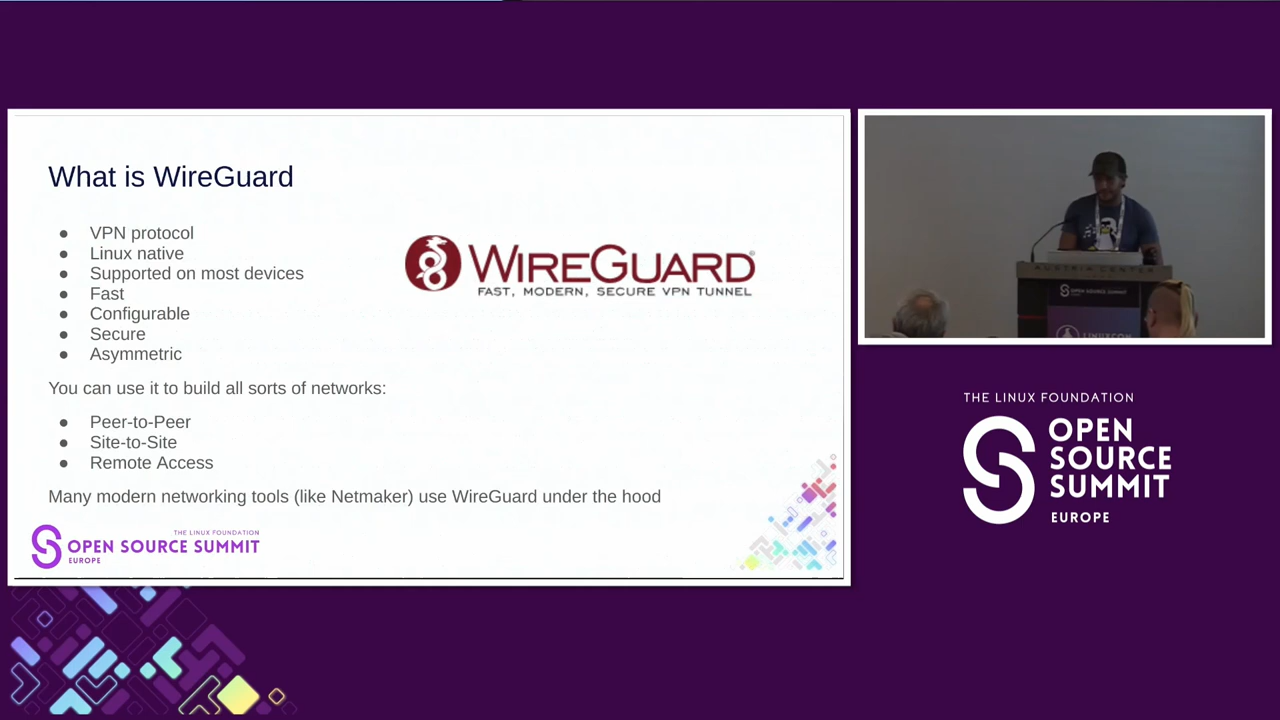 What is WireGuard
● VPN protocol
● Linux native
● Supported on most devices
● Fast
● Configurable
● Secure
● Asymmetric
WIREGUARD
FAST, MODERN, SECURE VPN TUNNEL
You can use it to build all sorts of networks:
● Peer-to-Peer
● Site-to-Site
● Remote Access
Many modern networking tools (like Netmaker) use WireGuard under the hood
THE LINUX FOUNDATION
OPEN SOURCE SUMMIT
EUROPE
AUSTRIA CENTER
OPEN SOURCE SUMMIT
LINUXCON
THE LINUX FOUNDATION
OPEN
SOURCE
SUMMIT
EUROPE